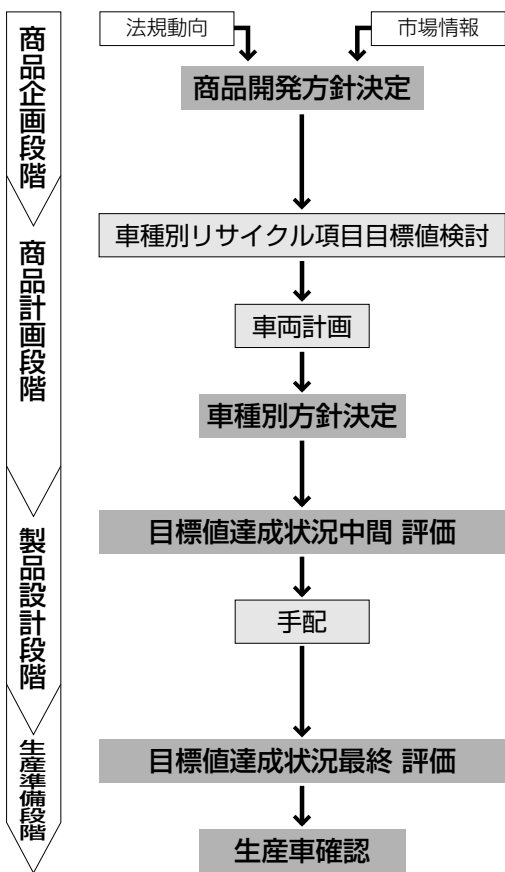 法規動向
市場情報
商品企画段階
商品開発方針決定
商品計画段階
車種別リサイクル項目目標値検討
車両計画
車種別方針決定
製品設計段階
目標値達成状況中間 評価
手配
生産準備段階
目標値達成状況最終 評価
生産車確認